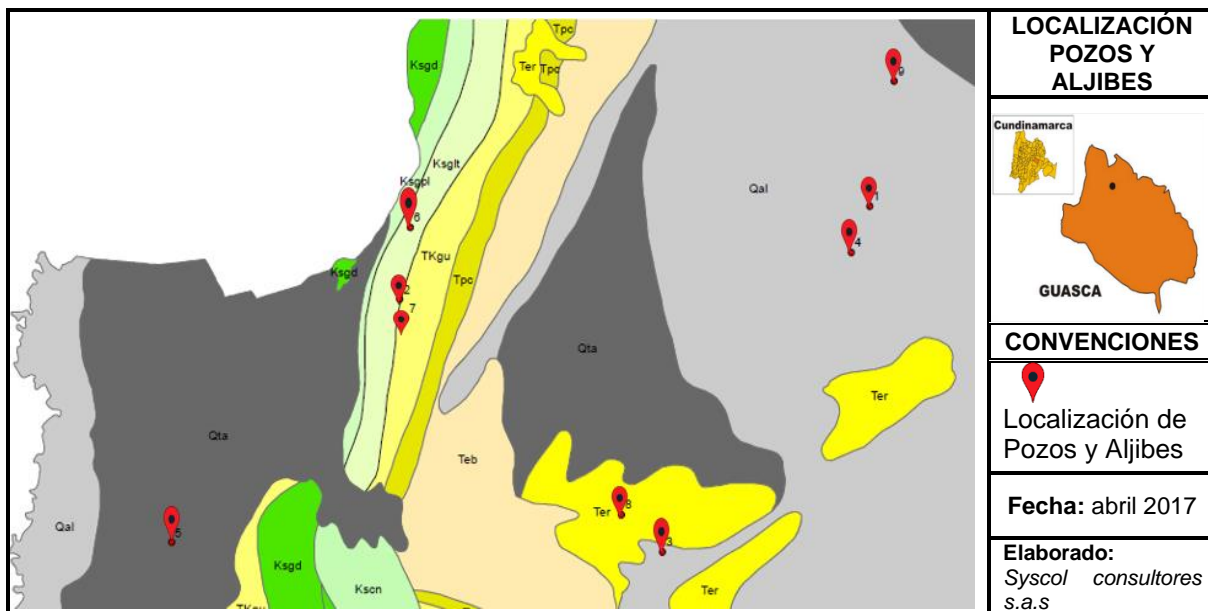 Tpc
Ter
Tpc
Ksgd
9
Ksglt
Ksgpl
6
Qal
1
4
TKgu
Ksgd
Tpc
2
7
Qta
Ter
Qta
Teb
Qal
5
Ter
8
3
Ksgd
Kscn
Ter
LOCALIZACIÓN
POZOS Y
ALJIBES
Cundinamarca
GUASCA
CONVENCIONES
Localización de
Pozos y Aljibes
Fecha: abril 2017
Elaborado:
Syscol consultores
s.a.s